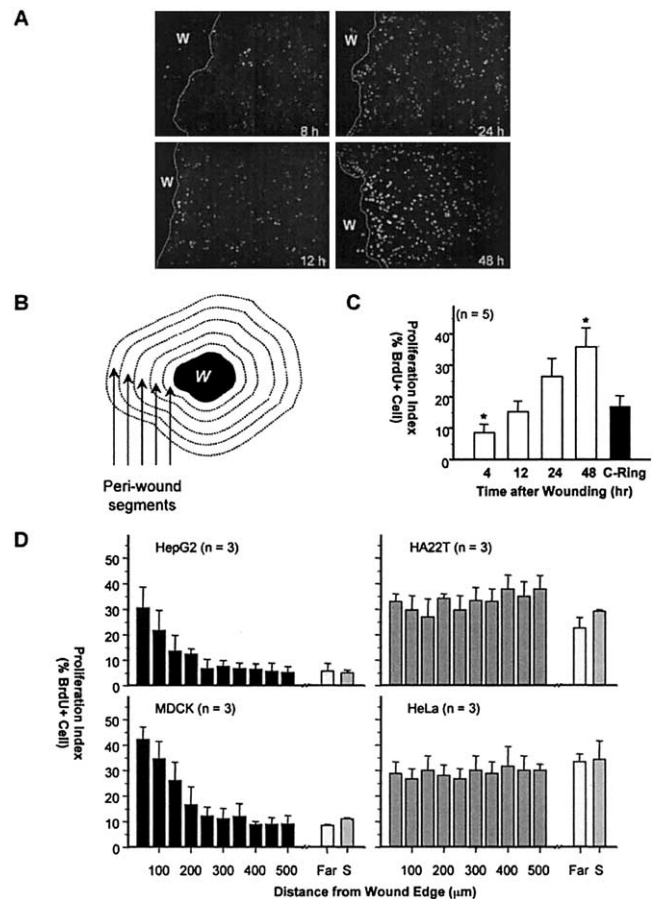 A
W
8 h
W
24 h
W
12 h
W
48 h
B
W
Peri-wound
segments
C
(n = 5)
Proliferation Index
(% BrdU+ Cell)
40
30
20
10
0
*
*
4 12 24 48 C-Ring
Time after Wounding (hr)
D
Proliferation Index
(% BrdU+ Cell)
HepG2 (n = 3)
50
40
30
20
10
0
HA22T (n = 3)
MDCK (n = 3)
50
40
30
20
10
0
HeLa (n = 3)
100 200 300 400 500 Far S
100 200 300 400 500 Far S
Distance from Wound Edge (μm)